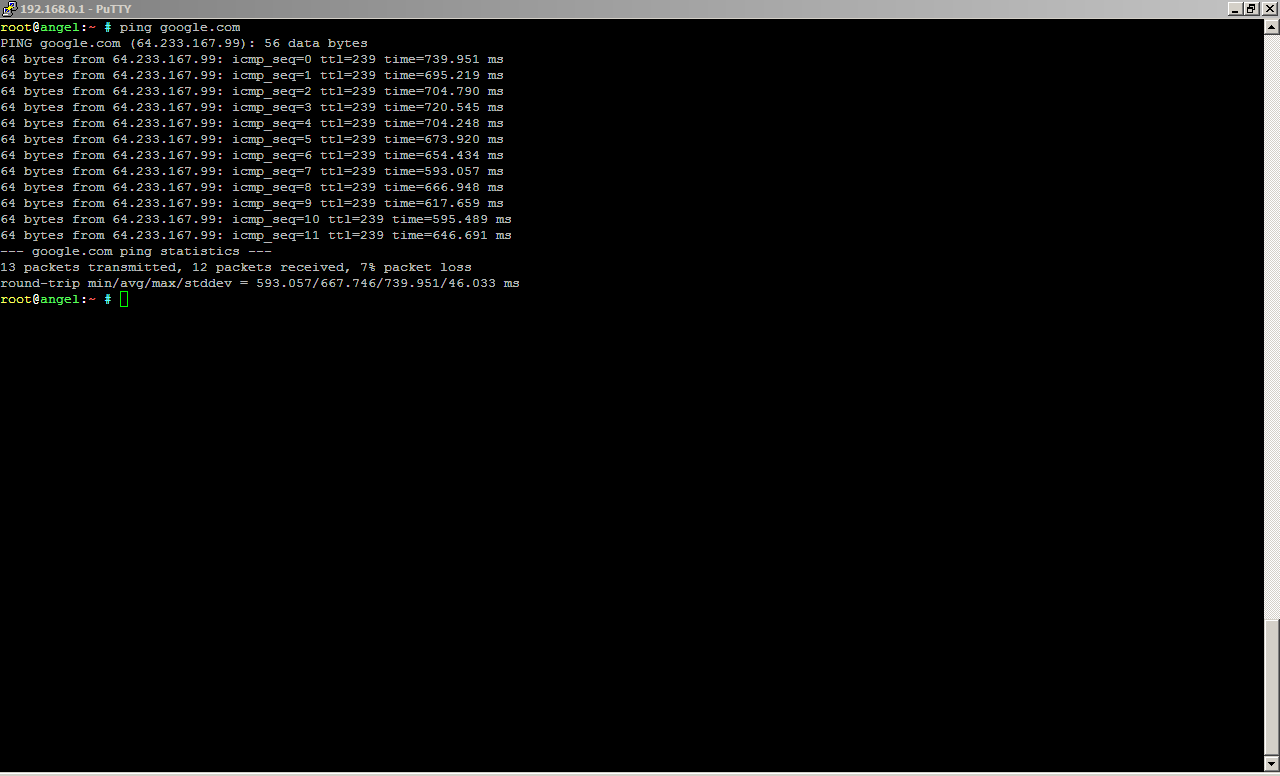 192.168.0.1 - PuTTY
root@angel:~ # ping google.com
PING google.com (64.233.167.99): 56 data bytes
64 bytes from 64.233.167.99: icmp_seq=0 ttl=239 time=739.951 ms
64 bytes from 64.233.167.99: icmp_seq=1 ttl=239 time=695.219 ms
64 bytes from 64.233.167.99: icmp_seq=2 ttl=239 time=704.790 ms
64 bytes from 64.233.167.99: icmp_seq=3 ttl=239 time=720.545 ms
64 bytes from 64.233.167.99: icmp_seq=4 ttl=239 time=704.248 ms
64 bytes from 64.233.167.99: icmp_seq=5 ttl=239 time=673.920 ms
64 bytes from 64.233.167.99: icmp_seq=6 ttl=239 time=654.434 ms
64 bytes from 64.233.167.99: icmp_seq=7 ttl=239 time=593.057 ms
64 bytes from 64.233.167.99: icmp_seq=8 ttl=239 time=666.948 ms
64 bytes from 64.233.167.99: icmp_seq=9 ttl=239 time=617.659 ms
64 bytes from 64.233.167.99: icmp_seq=10 ttl=239 time=595.489 ms
64 bytes from 64.233.167.99: icmp_seq=11 ttl=239 time=646.691 ms
--- google.com ping statistics ---
13 packets transmitted, 12 packets received, 7% packet loss
round-trip min/avg/max/stddev = 593.057/667.746/739.951/46.033 ms
root@angel:~ #